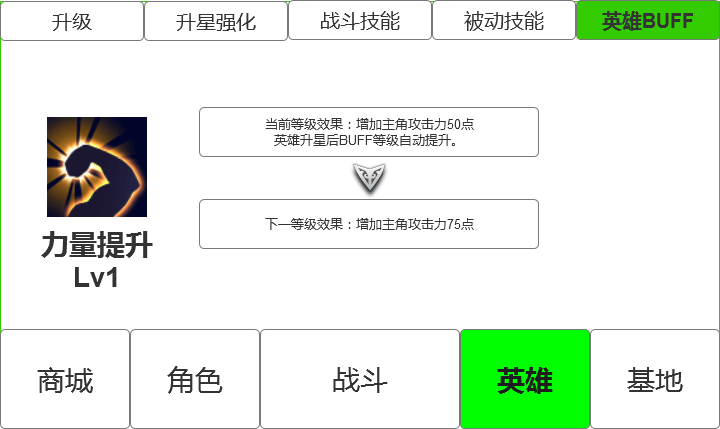 升级
升星强化
战斗技能
被动技能
英雄BUFF
当前等级效果：增加主角攻击力50点
英雄升星后BUFF等级自动提升。
下一等级效果：增加主角攻击力75点
力量提升
Lv1
商城
角色
战斗
英雄
基地